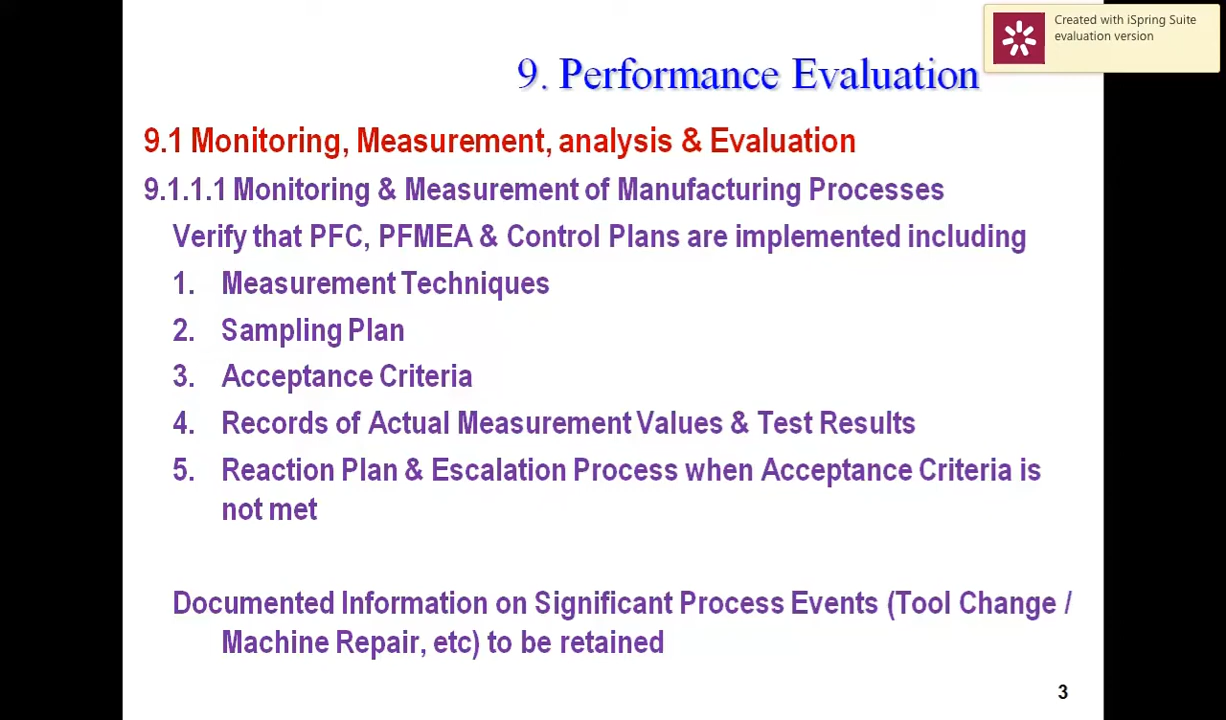 Created with iSpring Suite
evaluation version
9. Performance Evaluation
9.1 Monitoring, Measurement, analysis & Evaluation
9.1.1.1 Monitoring & Measurement of Manufacturing Processes
Verify that PFC, PFMEA & Control Plans are implemented including
1. Measurement Techniques
2. Sampling Plan
3. Acceptance Criteria
4. Records of Actual Measurement Values & Test Results
5. Reaction Plan & Escalation Process when Acceptance Criteria is
not met
Documented Information on Significant Process Events (Tool Change /
Machine Repair, etc) to be retained
3